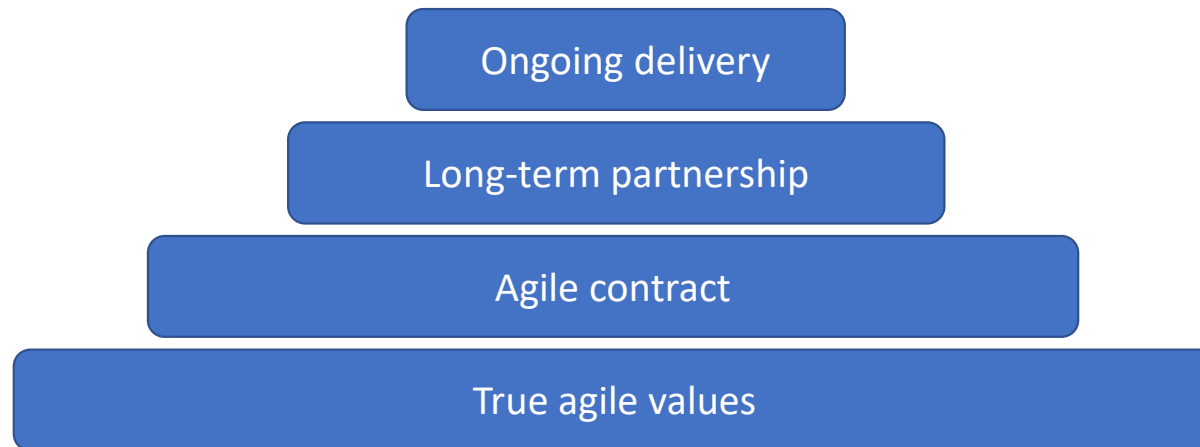 Ongoing delivery
Long-term partnership
Agile contract
True agile values